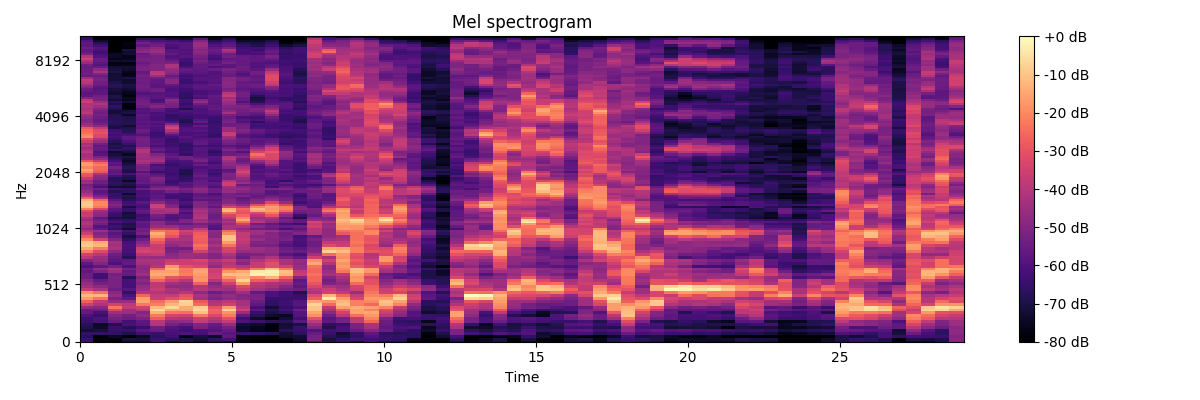 Mel spectrogram
Hz
8192
4096
2048
1024
512
0
0 5 10 15 20 25
Time
+0 dB
-10 dB
-20 dB
-30 dB
-40 dB
-50 dB
-60 dB
-70 dB
-80 dB